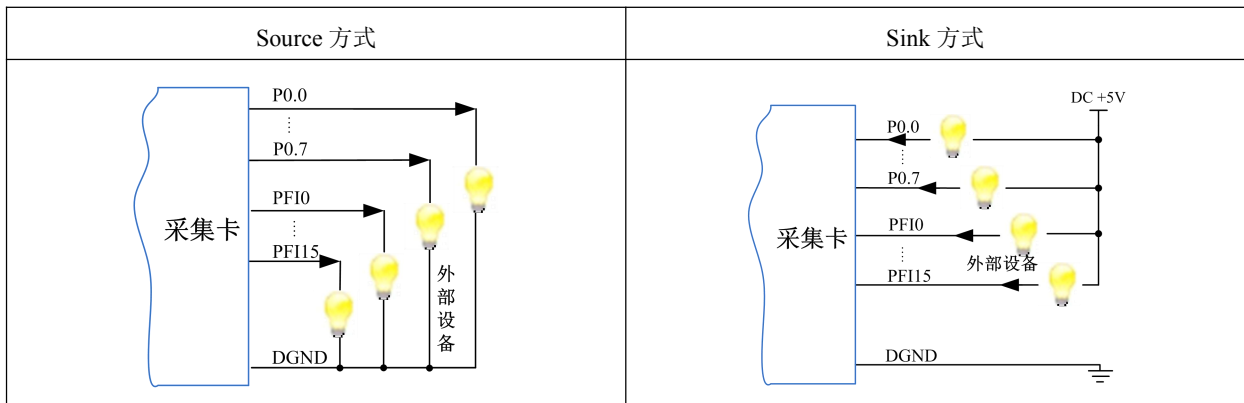 Source 方式
Sink 方式
P0.0
P0.7
PFI0
PFI15
DGND
采集卡
外部设备
DC +5V
P0.0
P0.7
PFI0
外部设备
PFI15
DGND
采集卡